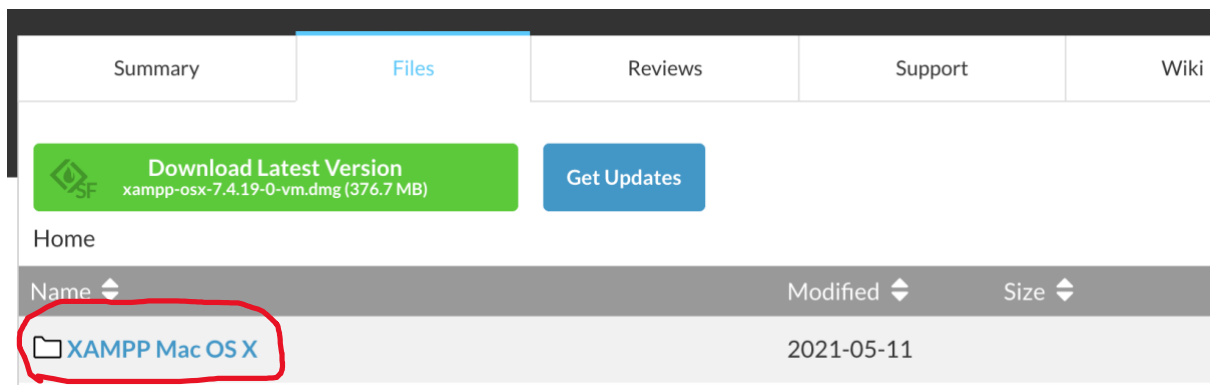 Summary Files Reviews Support Wiki
Download Latest Version
SF xampp-osx-7.4.19-0-vm.dmg (376.7 MB)
Get Updates
Home
Name Modified Size
XAMPP Mac OS X 2021-05-11